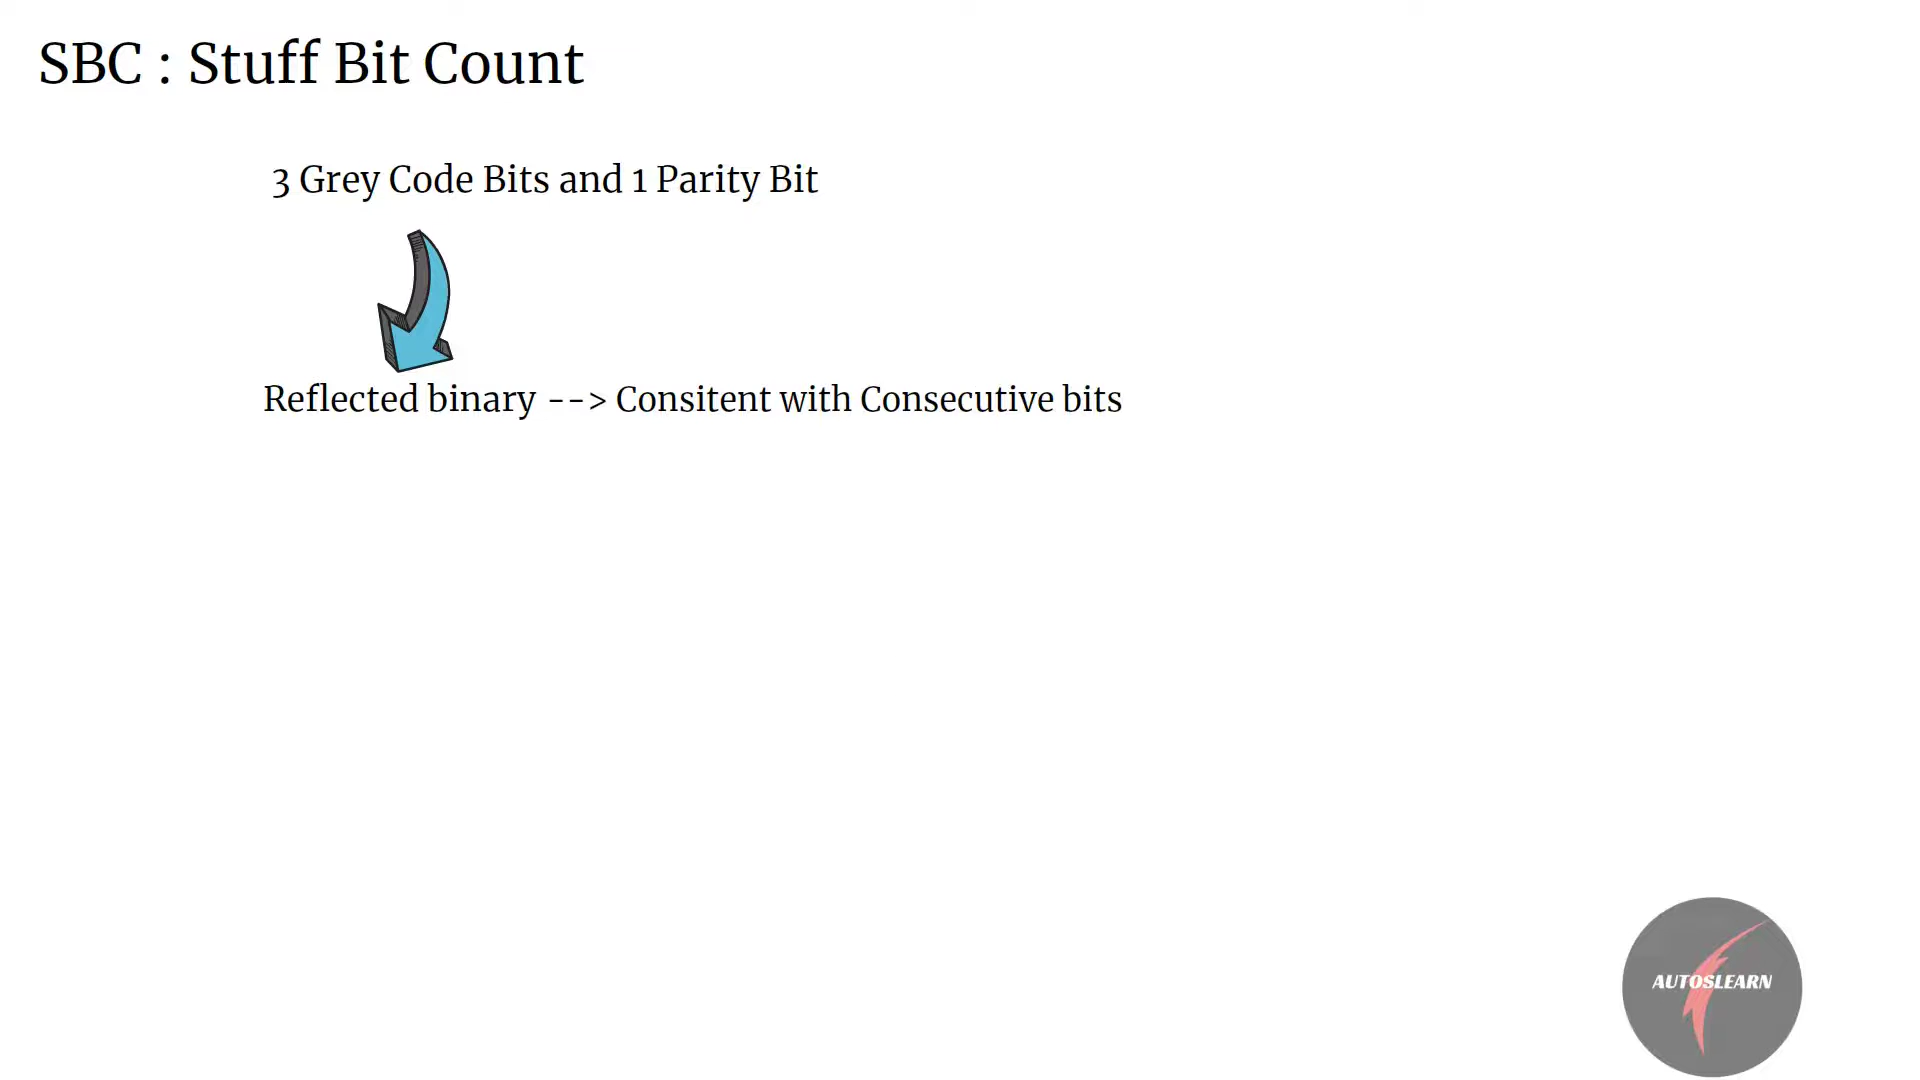 SBC : Stuff Bit Count
3 Grey Code Bits and 1 Parity Bit
Reflected binary --> Consitent with Consecutive bits
AUTOSLEARN